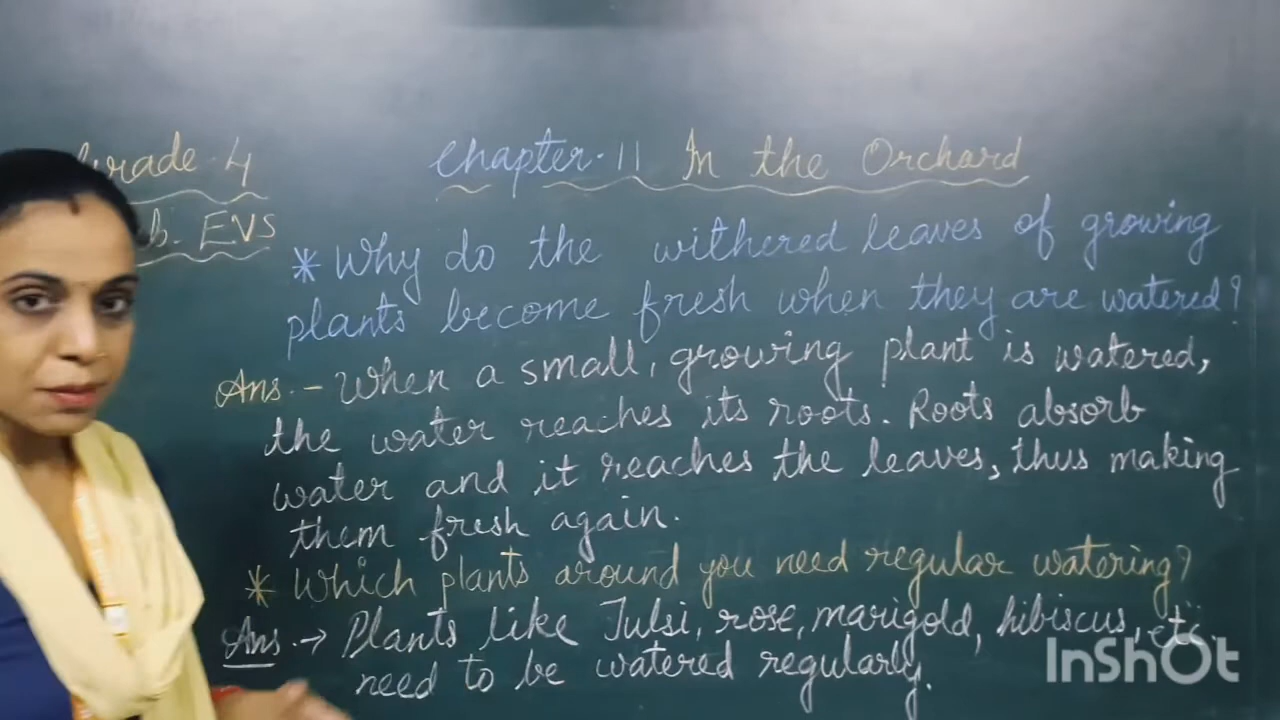 Grade-4
Chapter-11 In the Orchard
Sub. EVS
* Why do the withered leaves of growing
plants become fresh when they are watered?
Ans. - When a small, growing plant is watered,
the water reaches its roots. Roots absorb
water and it reaches the leaves, thus making
them fresh again.
* Which plants around you need regular watering?
Ans. → Plants like Tulsi, rose, marigold, hibiscus, etc.
need to be watered regularly.
InShOt